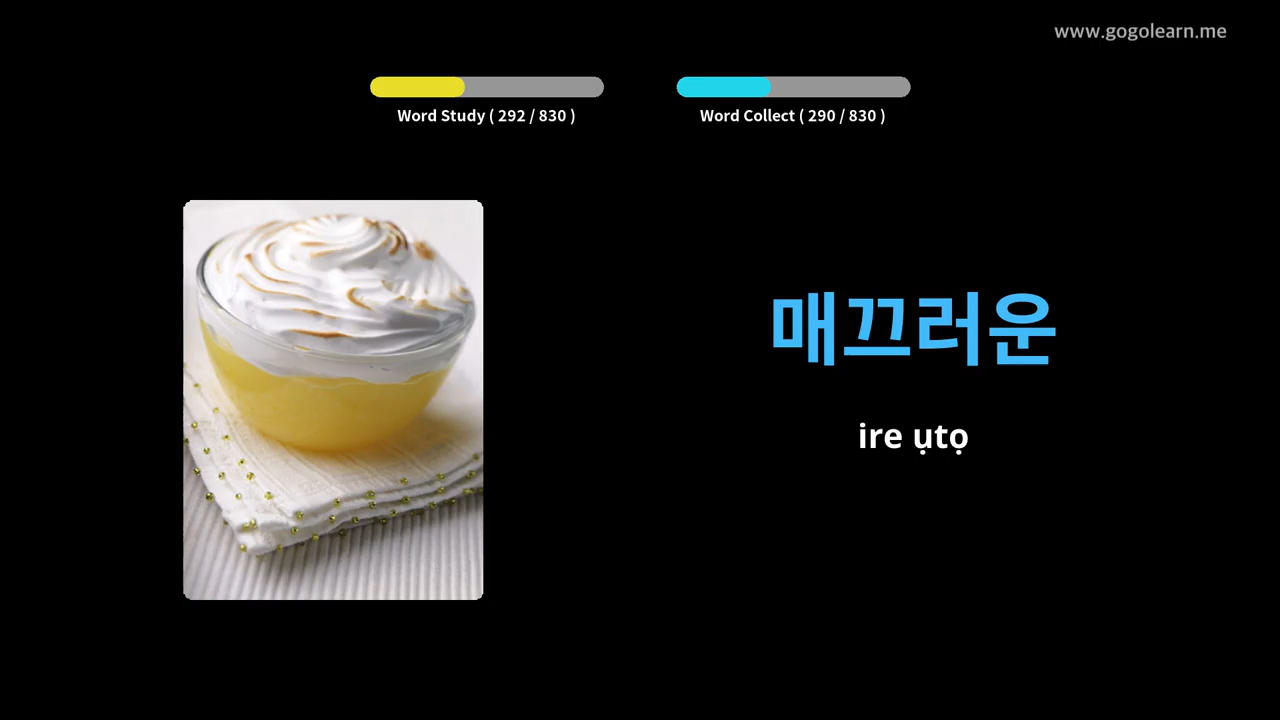 www.gogolearn.me
Word Study ( 292 / 830 )
Word Collect ( 290 / 830 )
매끄러운
ire ụtọ